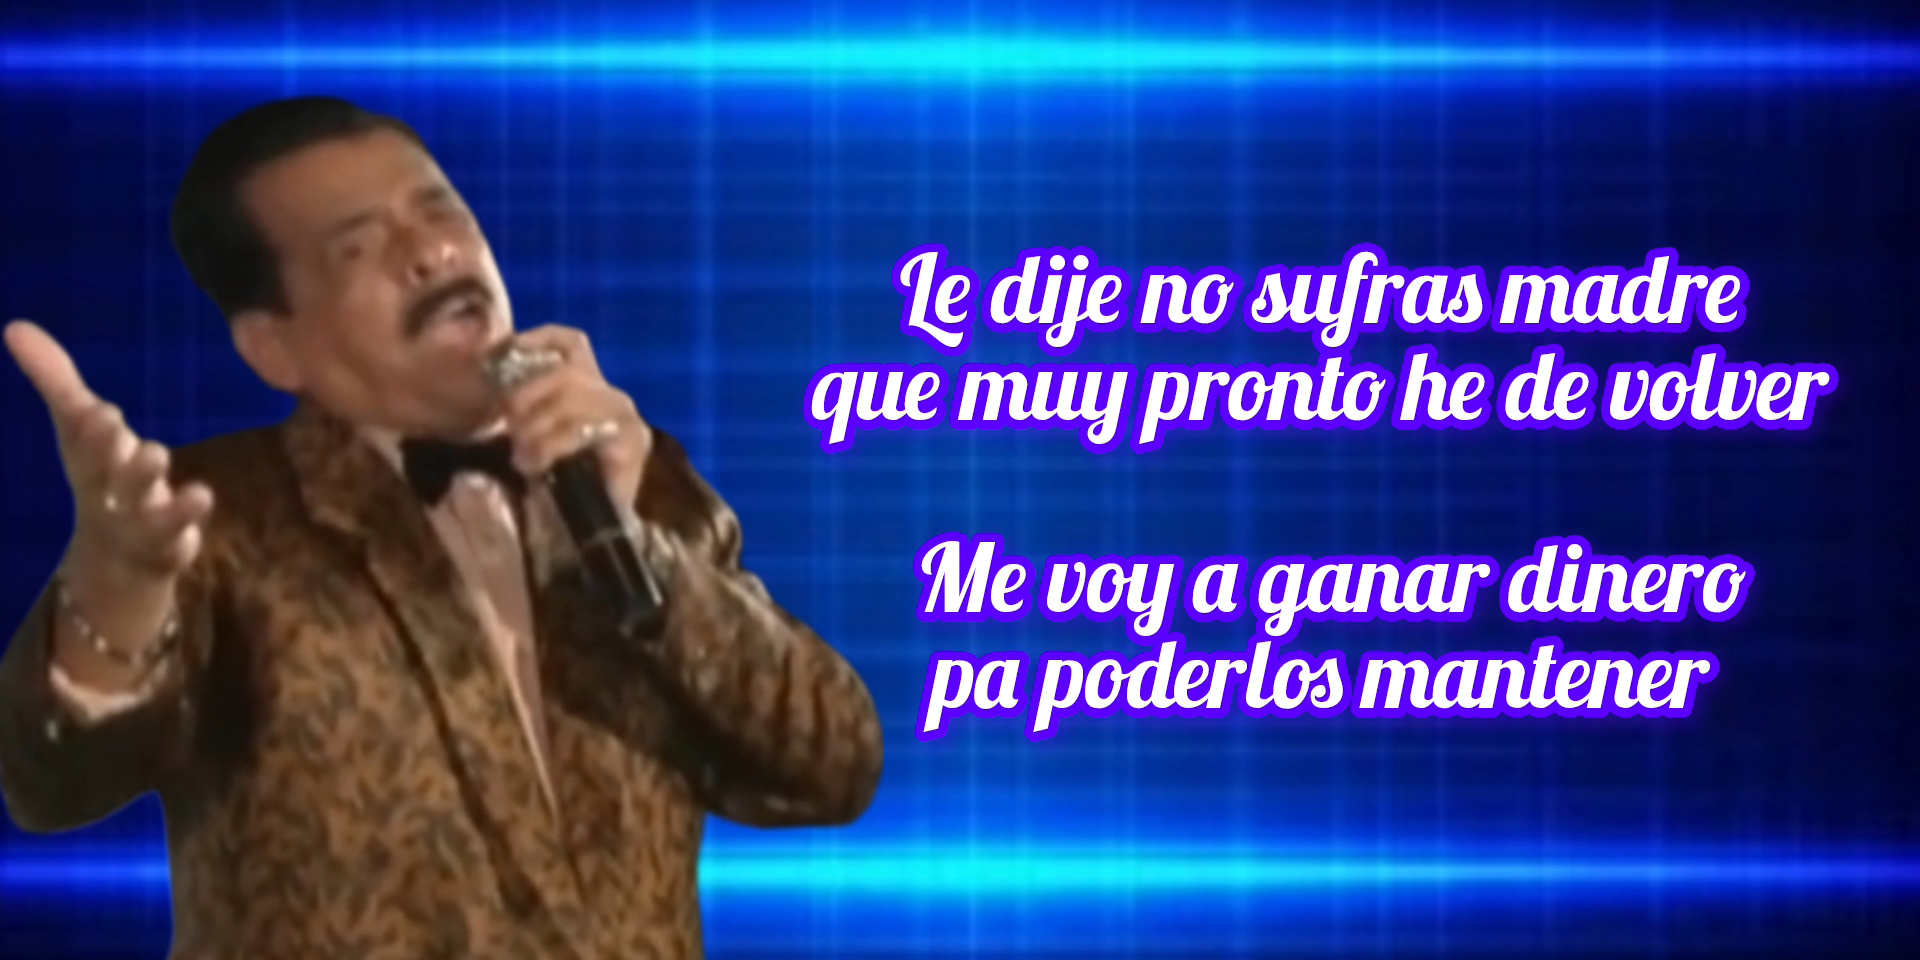 Le dije no sufras madre
que muy pronto he de volver
Me voy a ganar dinero
pa poderlos mantener